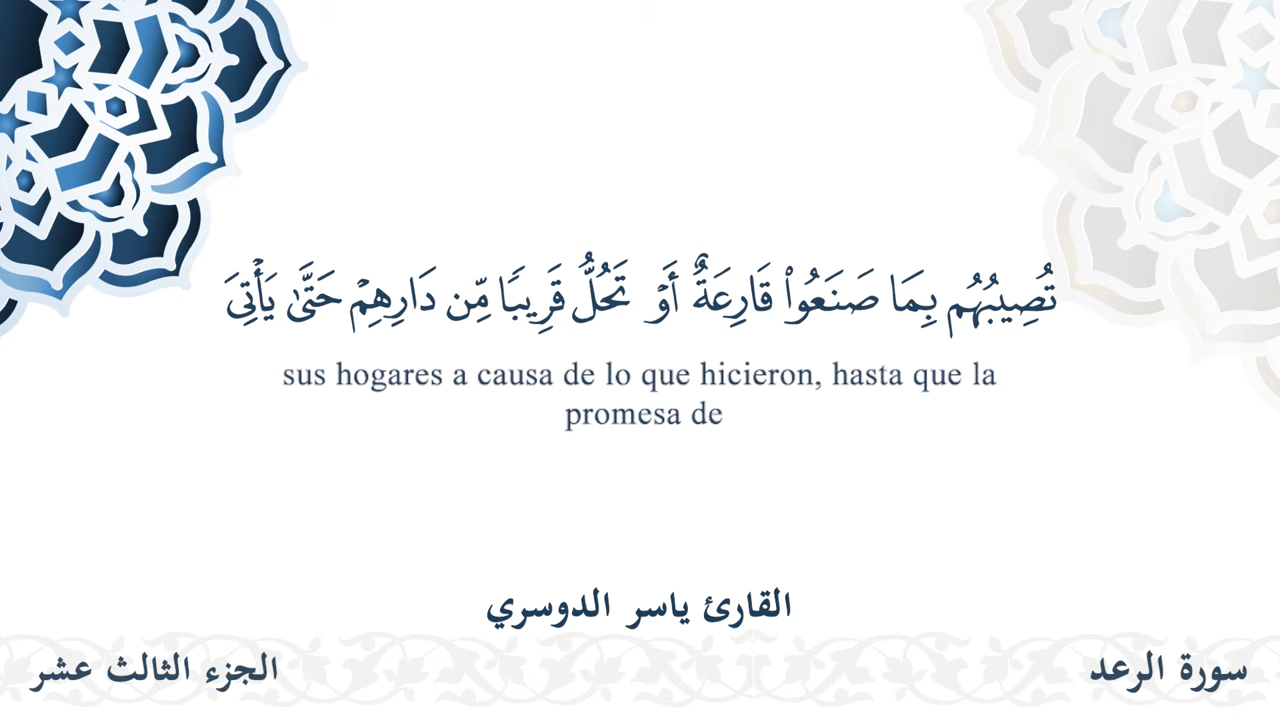 تُصِيبُهُم بِمَا صَنَعُوا۟ قَارِعَةٌ أَوْ تَحُلُّ قَرِيبًا مِّن دَارِهِمْ حَتَّىٰ يَأْتِىَ
sus hogares a causa de lo que hicieron, hasta que la
promesa de
القارئ ياسر الدوسري
سورة الرعد
الجزء الثالث عشر